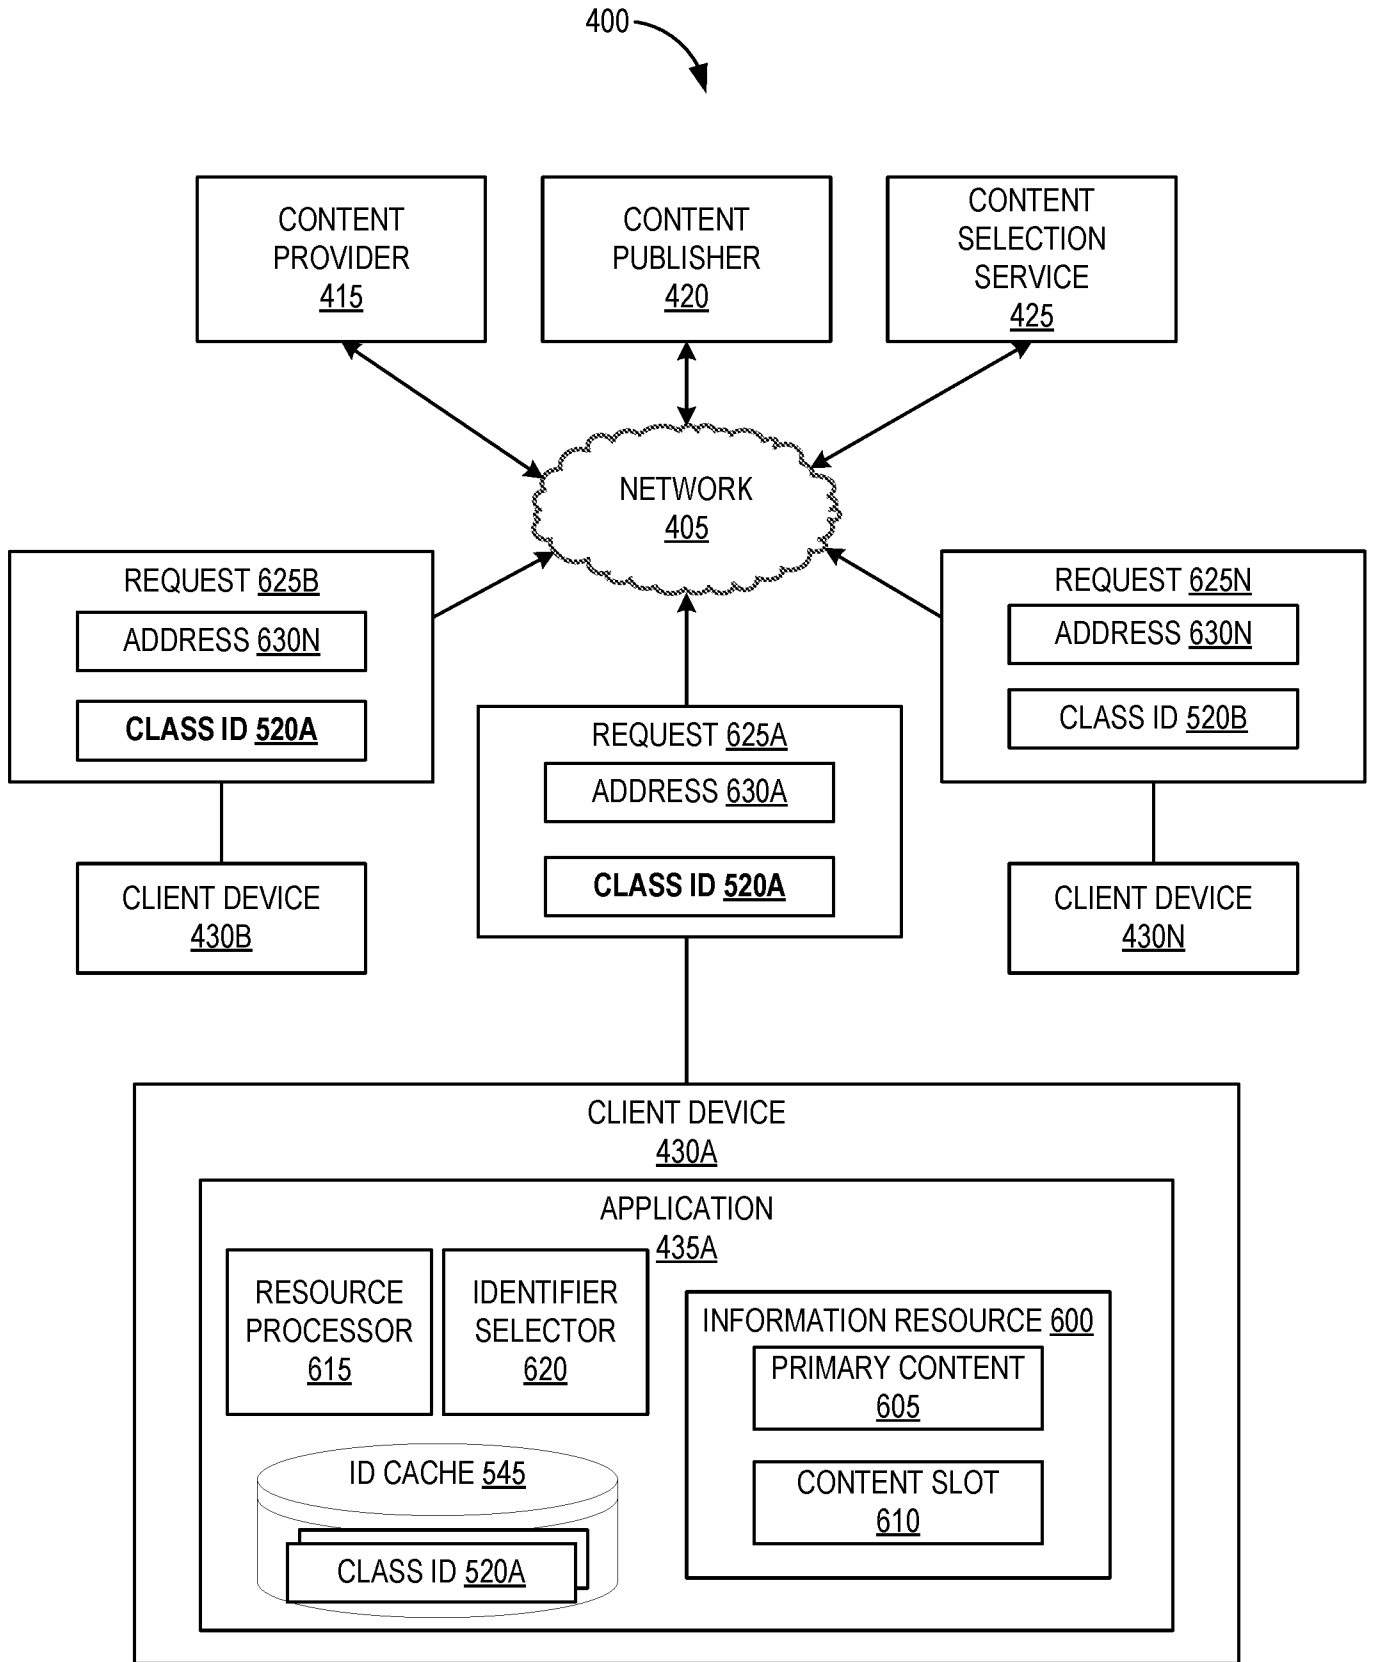 400
CONTENT
PROVIDER
415
CONTENT
PUBLISHER
420
CONTENT
SELECTION
SERVICE
425
NETWORK
405
REQUEST 625B
ADDRESS 630N
CLASS ID 520A
CLIENT DEVICE
430B
REQUEST 625A
ADDRESS 630A
CLASS ID 520A
REQUEST 625N
ADDRESS 630N
CLASS ID 520B
CLIENT DEVICE
430N
CLIENT DEVICE
430A
APPLICATION
435A
RESOURCE
PROCESSOR
615
IDENTIFIER
SELECTOR
620
INFORMATION RESOURCE 600
PRIMARY CONTENT
605
CONTENT SLOT
610
ID CACHE 545
CLASS ID 520A